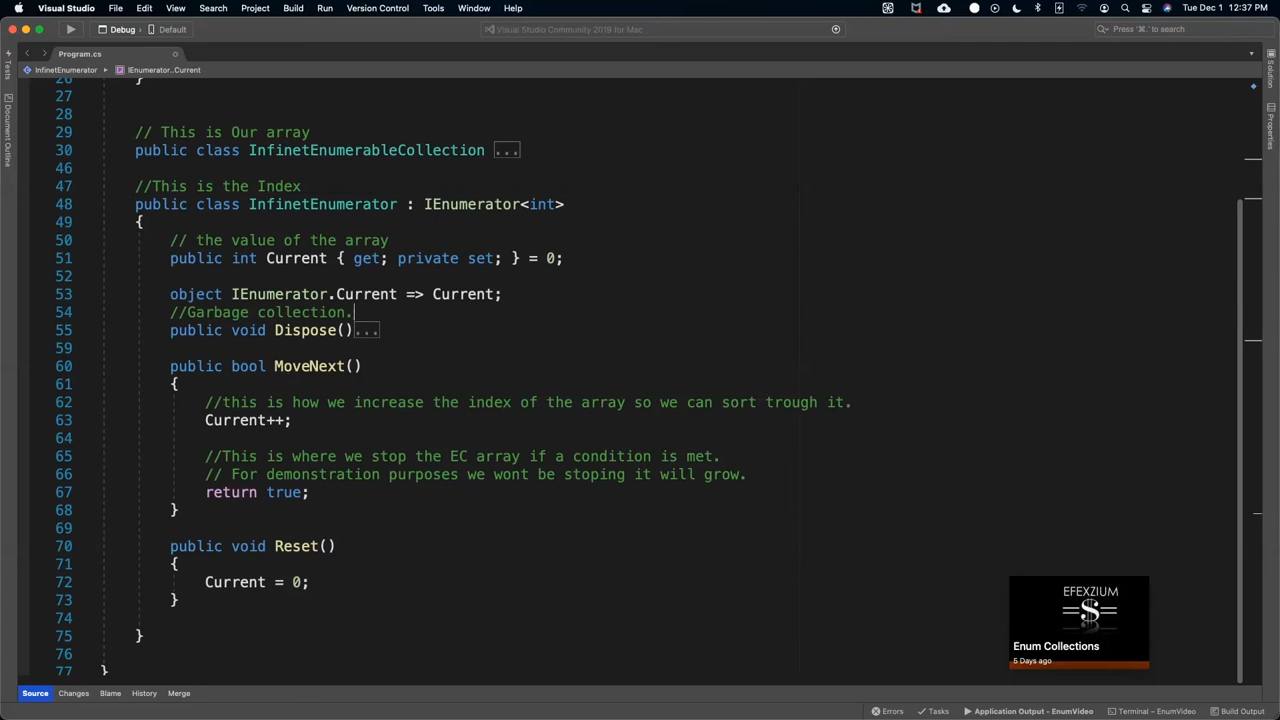 Visual Studio File Edit View Search Project Build Run Version Control Tools Window Help Tue Dec 1 12:37 PM
Debug Default Visual Studio Community 2019 for Mac Press '⌘.' to search
Program.cs
InfinetEnumerator IEnumerator..Current
Tests
Document Outline
Solution
Properties
26 }
27
28
29 // This is Our array
30 public class InfinetEnumerableCollection ...
46
47 //This is the Index
48 public class InfinetEnumerator : IEnumerator<int>
49 {
50 // the value of the array
51 public int Current { get; private set; } = 0;
52
53 object IEnumerator.Current => Current;
54 //Garbage collection.
55 public void Dispose()...
59
60 public bool MoveNext()
61 {
62 //this is how we increase the index of the array so we can sort trough it.
63 Current++;
64
65 //This is where we stop the EC array if a condition is met.
66 // For demonstration purposes we wont be stoping it will grow.
67 return true;
68 }
69
70 public void Reset()
71 {
72 Current = 0;
73 }
74
75 }
76
77 }
EFEXZIUM
Enum Collections
5 Days ago
Source Changes Blame History Merge
Errors Tasks Application Output - EnumVideo Terminal – EnumVideo Build Output